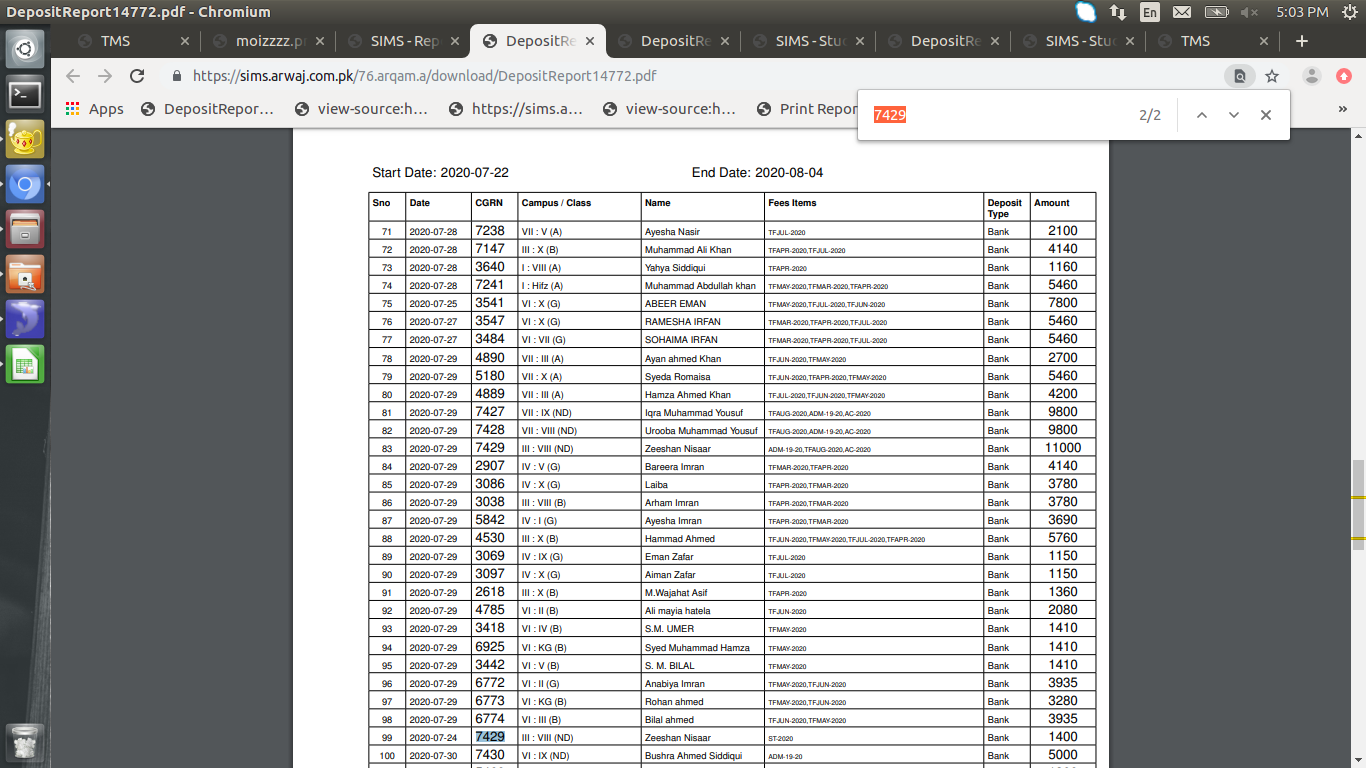 DepositReport14772.pdf - Chromium En 5:03 PM
TMS moizzzz.p SIMS - Rep DepositRe DepositRe SIMS - Stud DepositRe SIMS - Stud TMS
https://sims.arwaj.com.pk/76.arqam.a/download/DepositReport14772.pdf
Apps DepositRepor... view-source:h... https://sims.a... view-source:h... Print Repor »
7429 2/2
Start Date: 2020-07-22 End Date: 2020-08-04
Sno Date CGRN Campus / Class Name Fees Items Deposit Type Amount
71 2020-07-28 7238 VII : V (A) Ayesha Nasir TFJUL-2020 Bank 2100
72 2020-07-28 7147 III : X (B) Muhammad Ali Khan TFAPR-2020,TFJUL-2020 Bank 4140
73 2020-07-28 3640 I : VIII (A) Yahya Siddiqui TFAPR-2020 Bank 1160
74 2020-07-28 7241 I : Hifz (A) Muhammad Abdullah khan TFMAY-2020,TFMAR-2020,TFAPR-2020 Bank 5460
75 2020-07-25 3541 VI : X (G) ABEER EMAN TFMAY-2020,TFJUL-2020,TFJUN-2020 Bank 7800
76 2020-07-27 3547 VI : X (G) RAMESHA IRFAN TFMAR-2020,TFAPR-2020,TFJUL-2020 Bank 5460
77 2020-07-27 3484 VI : VII (G) SOHAIMA IRFAN TFMAR-2020,TFAPR-2020,TFJUL-2020 Bank 5460
78 2020-07-29 4890 VII : III (A) Ayan ahmed Khan TFJUN-2020,TFMAY-2020 Bank 2700
79 2020-07-29 5180 VII : X (A) Syeda Romaisa TFJUN-2020,TFAPR-2020,TFMAY-2020 Bank 5460
80 2020-07-29 4889 VII : III (A) Hamza Ahmed Khan TFJUL-2020,TFJUN-2020,TFMAY-2020 Bank 4200
81 2020-07-29 7427 VII : IX (ND) Iqra Muhammad Yousuf TFAUG-2020,ADM-19-20,AC-2020 Bank 9800
82 2020-07-29 7428 VII : VIII (ND) Urooba Muhammad Yousuf TFAUG-2020,ADM-19-20,AC-2020 Bank 9800
83 2020-07-29 7429 III : VIII (ND) Zeeshan Nisaar ADM-19-20,TFAUG-2020,AC-2020 Bank 11000
84 2020-07-29 2907 IV : V (G) Bareera Imran TFMAR-2020,TFAPR-2020 Bank 4140
85 2020-07-29 3086 IV : X (G) Laiba TFAPR-2020,TFMAR-2020 Bank 3780
86 2020-07-29 3038 III : VIII (B) Arham Imran TFAPR-2020,TFMAR-2020 Bank 3780
87 2020-07-29 5842 IV : I (G) Ayesha Imran TFAPR-2020,TFMAR-2020 Bank 3690
88 2020-07-29 4530 III : X (B) Hammad Ahmed TFJUN-2020,TFMAY-2020,TFJUL-2020,TFAPR-2020 Bank 5760
89 2020-07-29 3069 IV : IX (G) Eman Zafar TFJUL-2020 Bank 1150
90 2020-07-29 3097 IV : X (G) Aiman Zafar TFJUL-2020 Bank 1150
91 2020-07-29 2618 III : X (B) M.Wajahat Asif TFAPR-2020 Bank 1360
92 2020-07-29 4785 VI : II (B) Ali mayia hatela TFJUN-2020 Bank 2080
93 2020-07-29 3418 VI : IV (B) S.M. UMER TFMAY-2020 Bank 1410
94 2020-07-29 6925 VI : KG (B) Syed Muhammad Hamza TFMAY-2020 Bank 1410
95 2020-07-29 3442 VI : V (B) S. M. BILAL TFMAY-2020 Bank 1410
96 2020-07-29 6772 VI : II (G) Anabiya Imran TFMAY-2020,TFJUN-2020 Bank 3935
97 2020-07-29 6773 VI : KG (B) Rohan ahmed TFMAY-2020,TFJUN-2020 Bank 3280
98 2020-07-29 6774 VI : III (B) Bilal ahmed TFJUN-2020,TFMAY-2020 Bank 3935
99 2020-07-24 7429 III : VIII (ND) Zeeshan Nisaar ST-2020 Bank 1400
100 2020-07-30 7430 VI : IX (ND) Bushra Ahmed Siddiqui ADM-19-20 Bank 5000